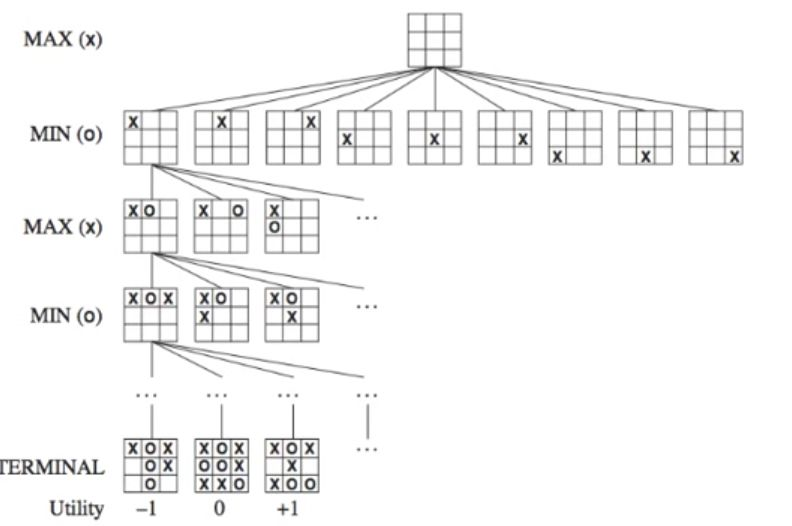 MAX (x)
MIN (o)
X X X
X X X
X X X
MAX (x)
X O X O X
O
...
MIN (o)
X O X X O X O
X X
...
... ... ... ...
X O X X O X X O X
O X O O X X
O X X O X O O
...
TERMINAL
Utility -1 0 +1